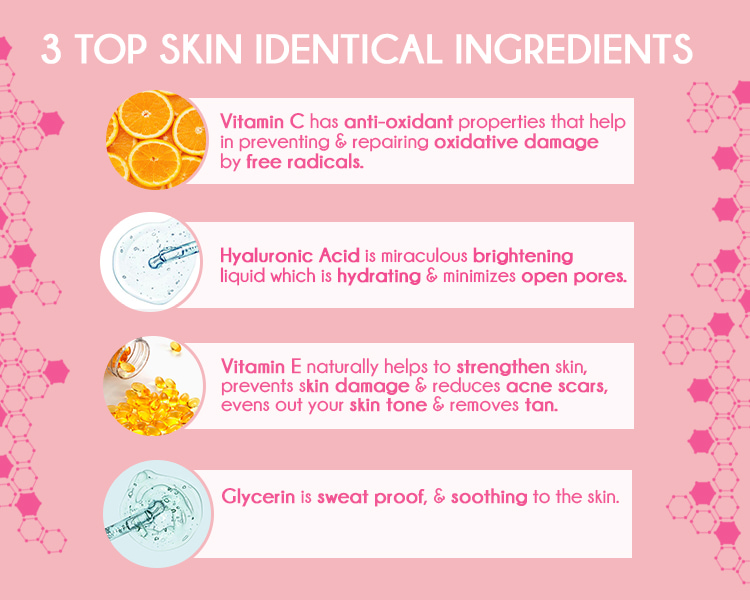 3 TOP SKIN IDENTICAL INGREDIENTS
Vitamin C has anti-oxidant properties that help
in preventing & repairing oxidative damage
by free radicals.
Hyaluronic Acid is miraculous brightening
liquid which is hydrating & minimizes open pores.
Vitamin E naturally helps to strengthen skin,
prevents skin damage & reduces acne scars,
evens out your skin tone & removes tan.
Glycerin is sweat proof, & soothing to the skin.